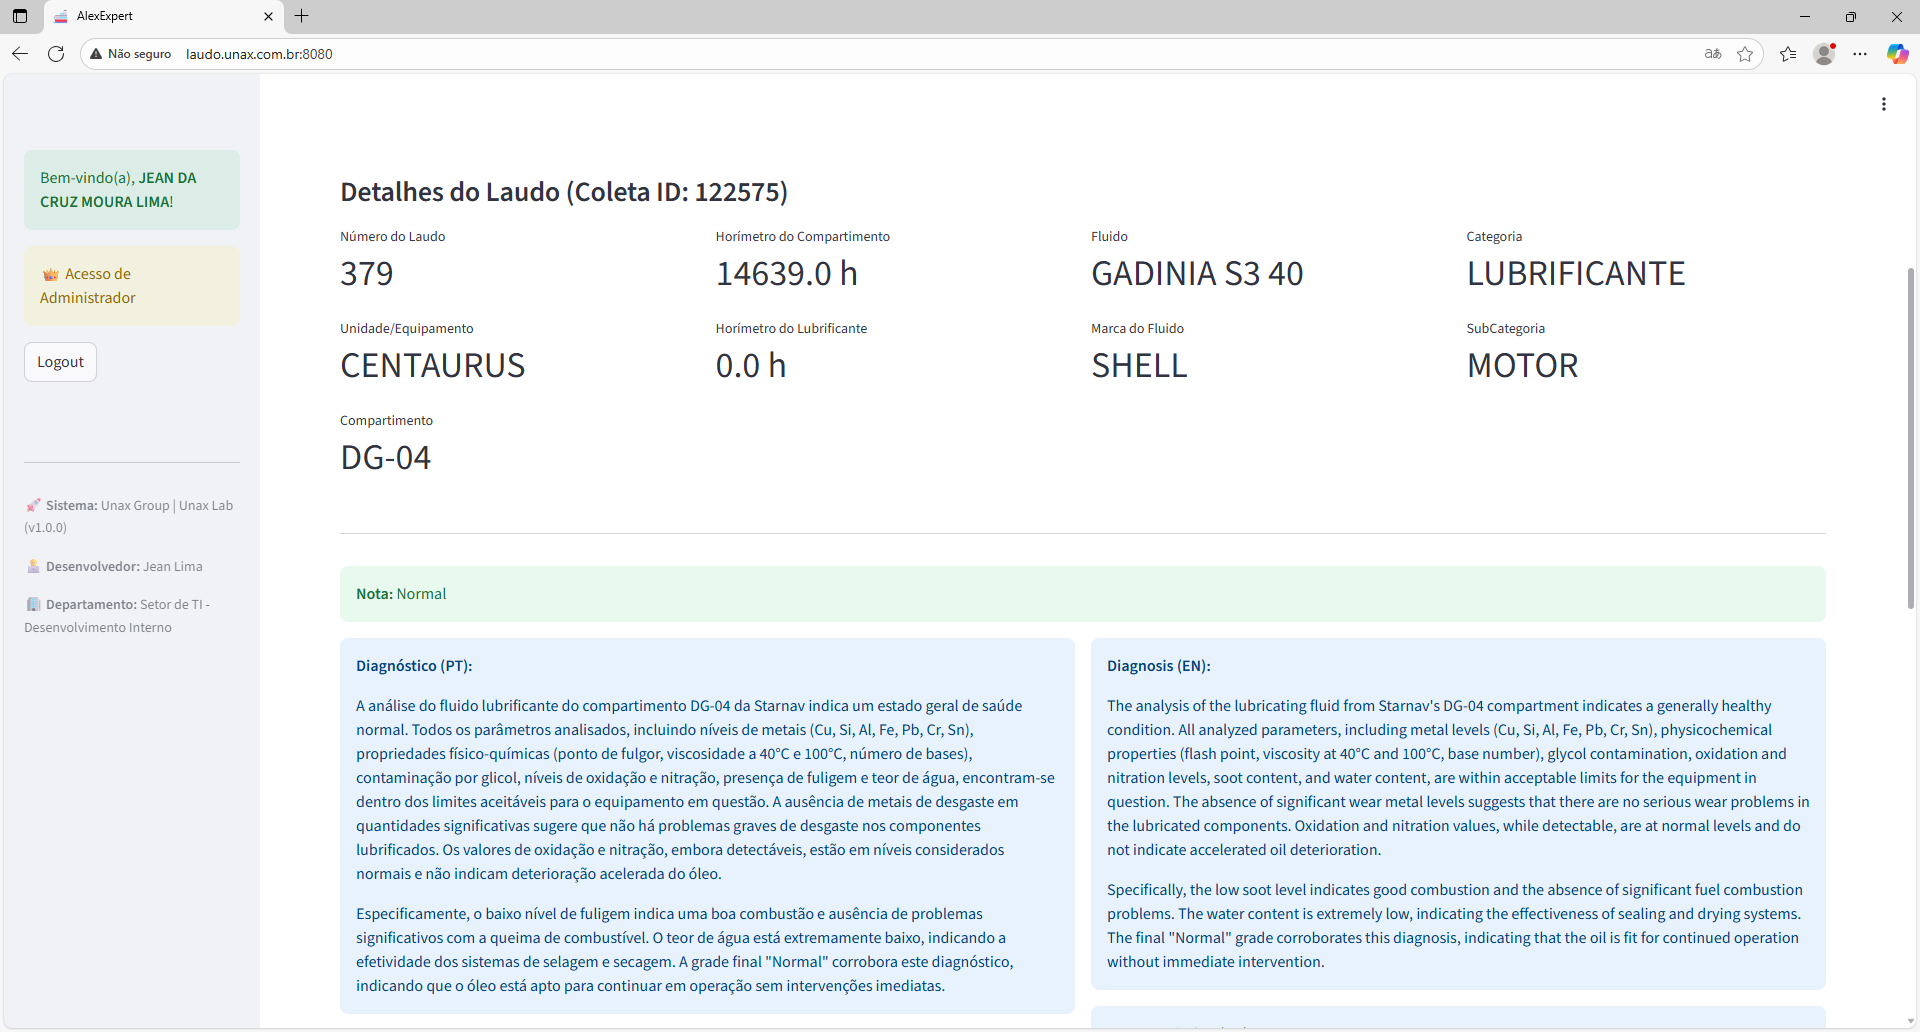 AlexExpert
Não seguro
laudo.unax.com.br:8080
Bem-vindo(a), JEAN DA
CRUZ MOURA LIMA!
Acesso de
Administrador
Logout
Sistema: Unax Group | Unax Lab
(v1.0.0)
Desenvolvedor: Jean Lima
Departamento: Setor de TI -
Desenvolvimento Interno
Detalhes do Laudo (Coleta ID: 122575)
Número do Laudo
379
Horímetro do Compartimento
14639.0 h
Fluido
GADINIA S3 40
Categoria
LUBRIFICANTE
Unidade/Equipamento
CENTAURUS
Horímetro do Lubrificante
0.0 h
Marca do Fluido
SHELL
SubCategoria
MOTOR
Compartimento
DG-04
Nota: Normal
Diagnóstico (PT):
A análise do fluido lubrificante do compartimento DG-04 da Starnav indica um estado geral de saúde
normal. Todos os parâmetros analisados, incluindo níveis de metais (Cu, Si, Al, Fe, Pb, Cr, Sn),
propriedades físico-químicas (ponto de fulgor, viscosidade a 40°C e 100°C, número de bases),
contaminação por glicol, níveis de oxidação e nitração, presença de fuligem e teor de água, encontram-se
dentro dos limites aceitáveis para o equipamento em questão. A ausência de metais de desgaste em
quantidades significativas sugere que não há problemas graves de desgaste nos componentes
lubrificados. Os valores de oxidação e nitração, embora detectáveis, estão em níveis considerados
normais e não indicam deterioração acelerada do óleo.
Especificamente, o baixo nível de fuligem indica uma boa combustão e ausência de problemas
significativos com a queima de combustível. O teor de água está extremamente baixo, indicando a
efetividade dos sistemas de selagem e secagem. A grade final "Normal" corrobora este diagnóstico,
indicando que o óleo está apto para continuar em operação sem intervenções imediatas.
Diagnosis (EN):
The analysis of the lubricating fluid from Starnav's DG-04 compartment indicates a generally healthy
condition. All analyzed parameters, including metal levels (Cu, Si, Al, Fe, Pb, Cr, Sn), physicochemical
properties (flash point, viscosity at 40°C and 100°C, base number), glycol contamination, oxidation and
nitration levels, soot content, and water content, are within acceptable limits for the equipment in
question. The absence of significant wear metal levels suggests that there are no serious wear problems in
the lubricated components. Oxidation and nitration values, while detectable, are at normal levels and do
not indicate accelerated oil deterioration.
Specifically, the low soot level indicates good combustion and the absence of significant fuel combustion
problems. The water content is extremely low, indicating the effectiveness of sealing and drying systems.
The final "Normal" grade corroborates this diagnosis, indicating that the oil is fit for continued operation
without immediate intervention.